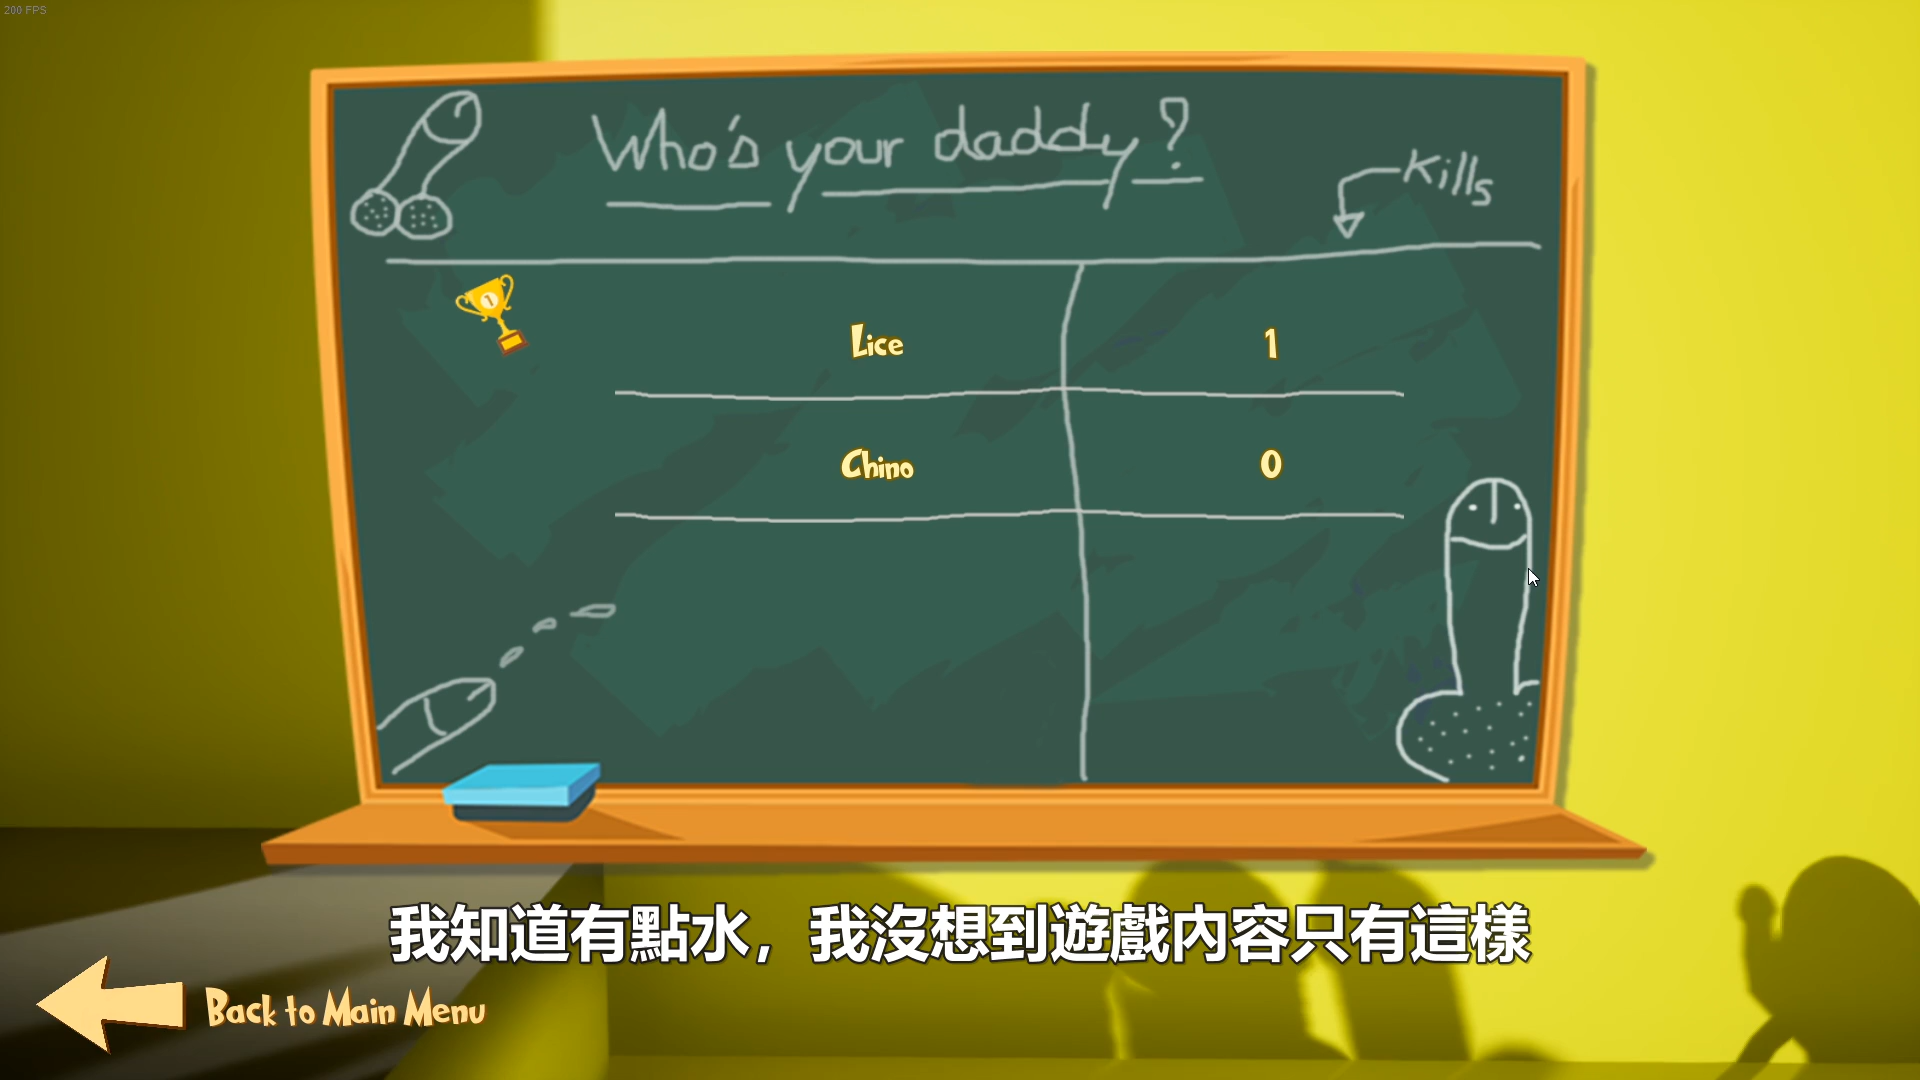 200 FPS
Who's your daddy?
Kills
1
Lice 1
Chino 0
我知道有點水，我沒想到遊戲內容只有這樣
Back to Main Menu